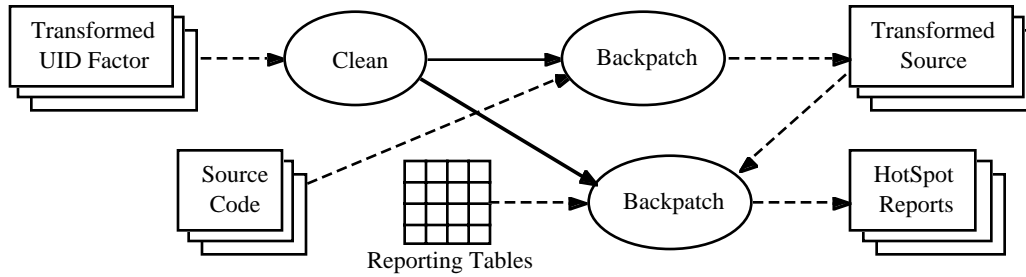 Transformed
UID Factor
Clean
Backpatch
Transformed
Source
Source
Code
Reporting Tables
Backpatch
HotSpot
Reports